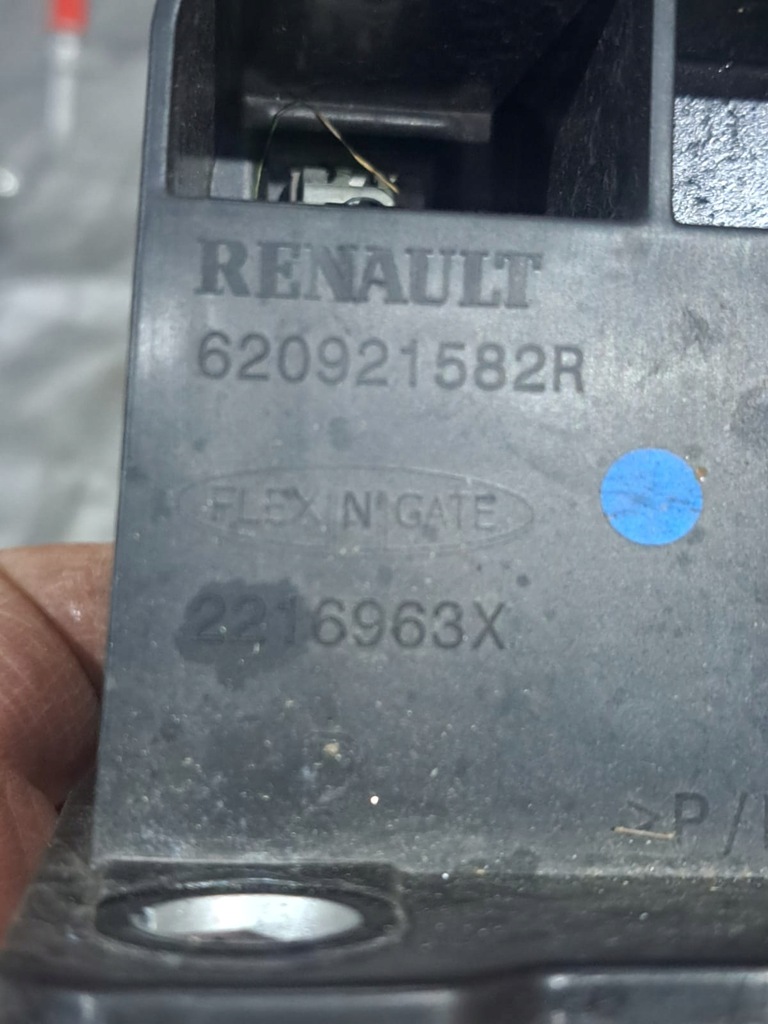 RENAULT
620921582R
FLEX|N|GATE
2216963X
>P/